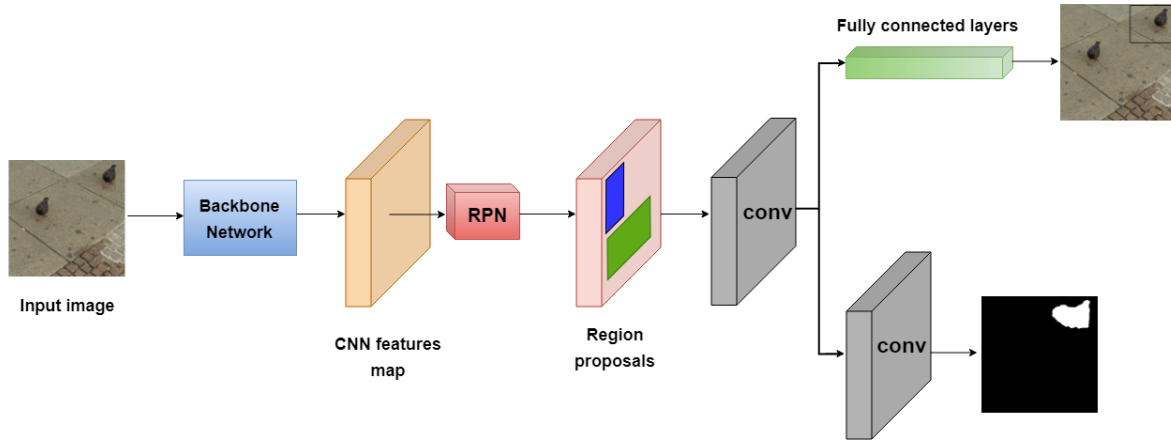 Fully connected layers
Backbone
Network
RPN
conv
Input image
CNN features
map
Region
proposals
conv